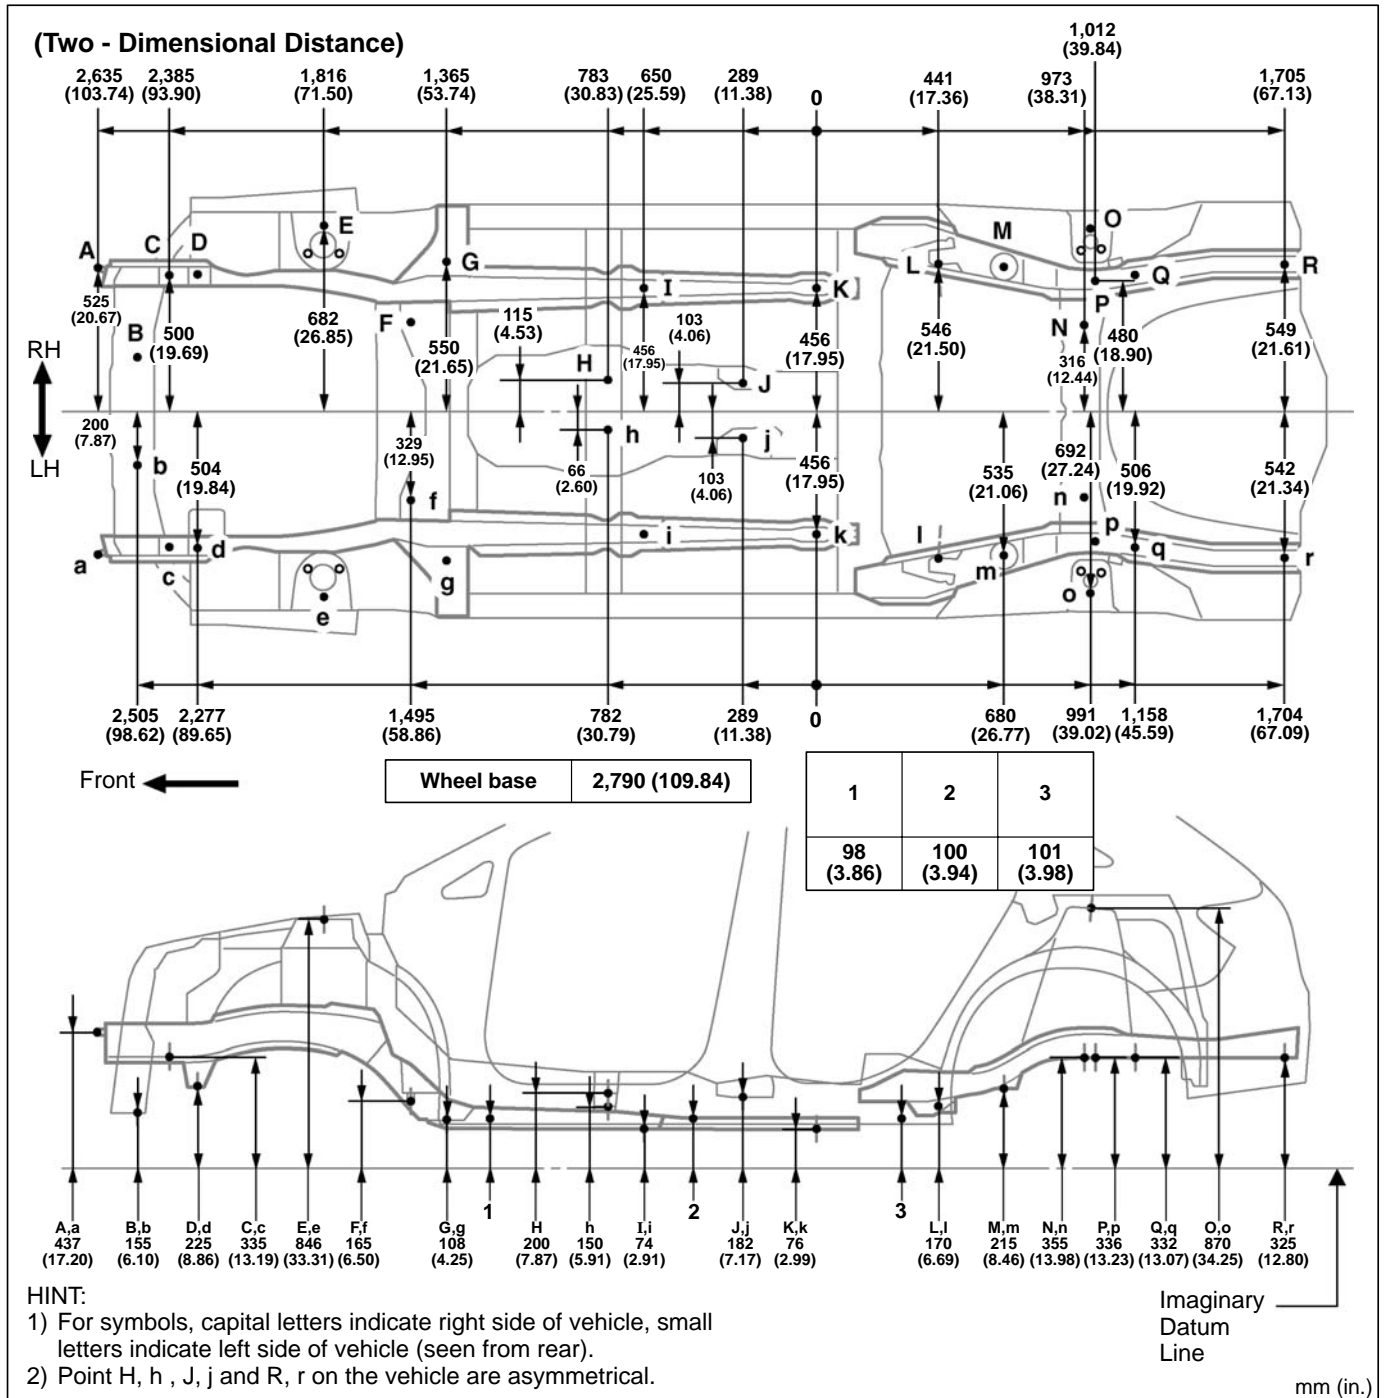 (Two - Dimensional Distance)
1,012
(39.84)
2,635 2,385 1,816 1,365 783 650 289 0 441 973 1,705
(103.74) (93.90) (71.50) (53.74) (30.83) (25.59) (11.38) (17.36) (38.31) (67.13)
A C D E G F B H I J K L M N O P Q R
525
(20.67)
500
(19.69)
682
(26.85)
550
(21.65)
115
(4.53)
103
(4.06)
456
(17.95)
456
(17.95)
546
(21.50)
316
(12.44)
480
(18.90)
549
(21.61)
RH
LH
200
(7.87)
504
(19.84)
329
(12.95)
66
(2.60)
103
(4.06)
456
(17.95)
535
(21.06)
692
(27.24)
506
(19.92)
542
(21.34)
a b c d e f g h i j k l m n o p q r
2,505 2,277 1,495 782 289 0 680 991 1,158 1,704
(98.62) (89.65) (58.86) (30.79) (11.38) (26.77) (39.02) (45.59) (67.09)
Front
Wheel base 2,790 (109.84)
1 2 3
98 100 101
(3.86) (3.94) (3.98)
1 2 3
A,a B,b D,d C,c E,e F,f G,g H h I,i J,j K,k L,l M,m N,n P,p Q,q O,o R,r
437 155 225 335 846 165 108 200 150 74 182 76 170 215 355 336 332 870 325
(17.20) (6.10) (8.86) (13.19) (33.31) (6.50) (4.25) (7.87) (5.91) (2.91) (7.17) (2.99) (6.69) (8.46) (13.98) (13.23) (13.07) (34.25) (12.80)
HINT:
1) For symbols, capital letters indicate right side of vehicle, small
letters indicate left side of vehicle (seen from rear).
2) Point H, h , J, j and R, r on the vehicle are asymmetrical.
Imaginary
Datum
Line
mm (in.)